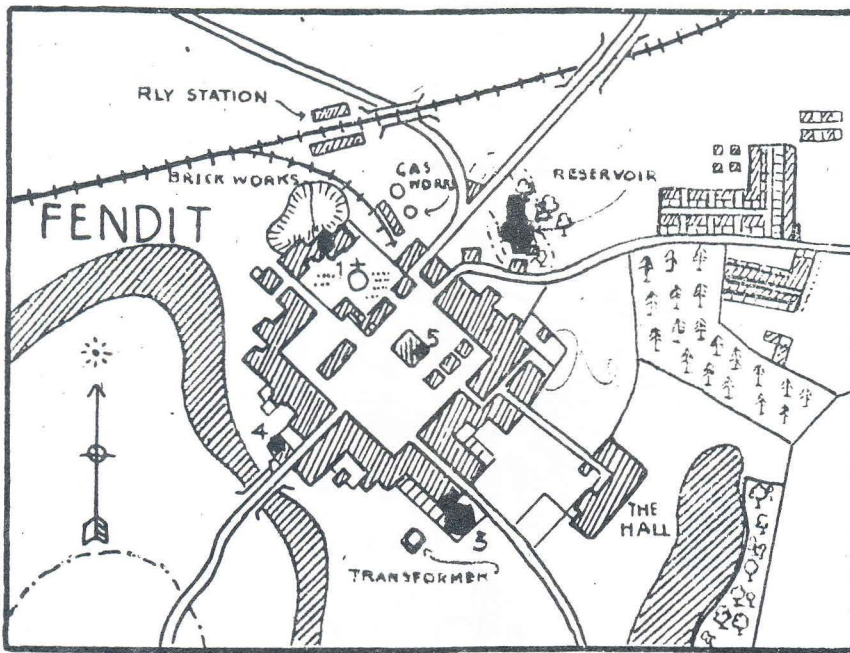 RLY STATION
GAS
WORKS
BRICK WORKS
RESERVOIR
FENDIT
1
5
4
THE
HALL
3
TRANSFORMER